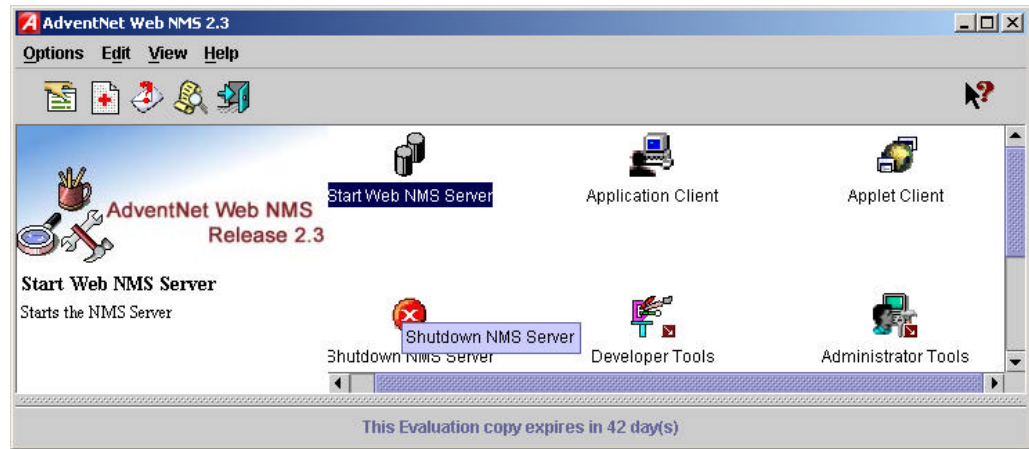 AdventNet Web NMS 2.3
Options Edit View Help
AdventNet Web NMS
Release 2.3
Start Web NMS Server
Starts the NMS Server
Start Web NMS Server
Application Client
Applet Client
Shutdown NMS Server
Shutdown NMS Server
Developer Tools
Administrator Tools
This Evaluation copy expires in 42 day(s)